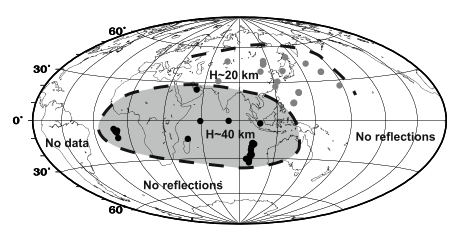 60°
30°
H~20 km
0°
H~40 km
No data
No reflections
30°
No reflections
60